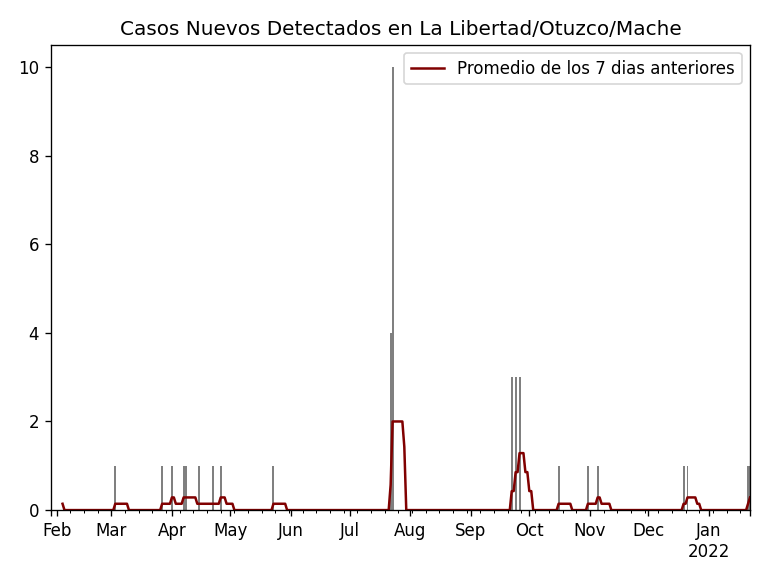 Casos Nuevos Detectados en La Libertad/Otuzco/Mache
Promedio de los 7 dias anteriores
10
8
6
4
2
0
Feb Mar Apr May Jun Jul Aug Sep Oct Nov Dec Jan
2022